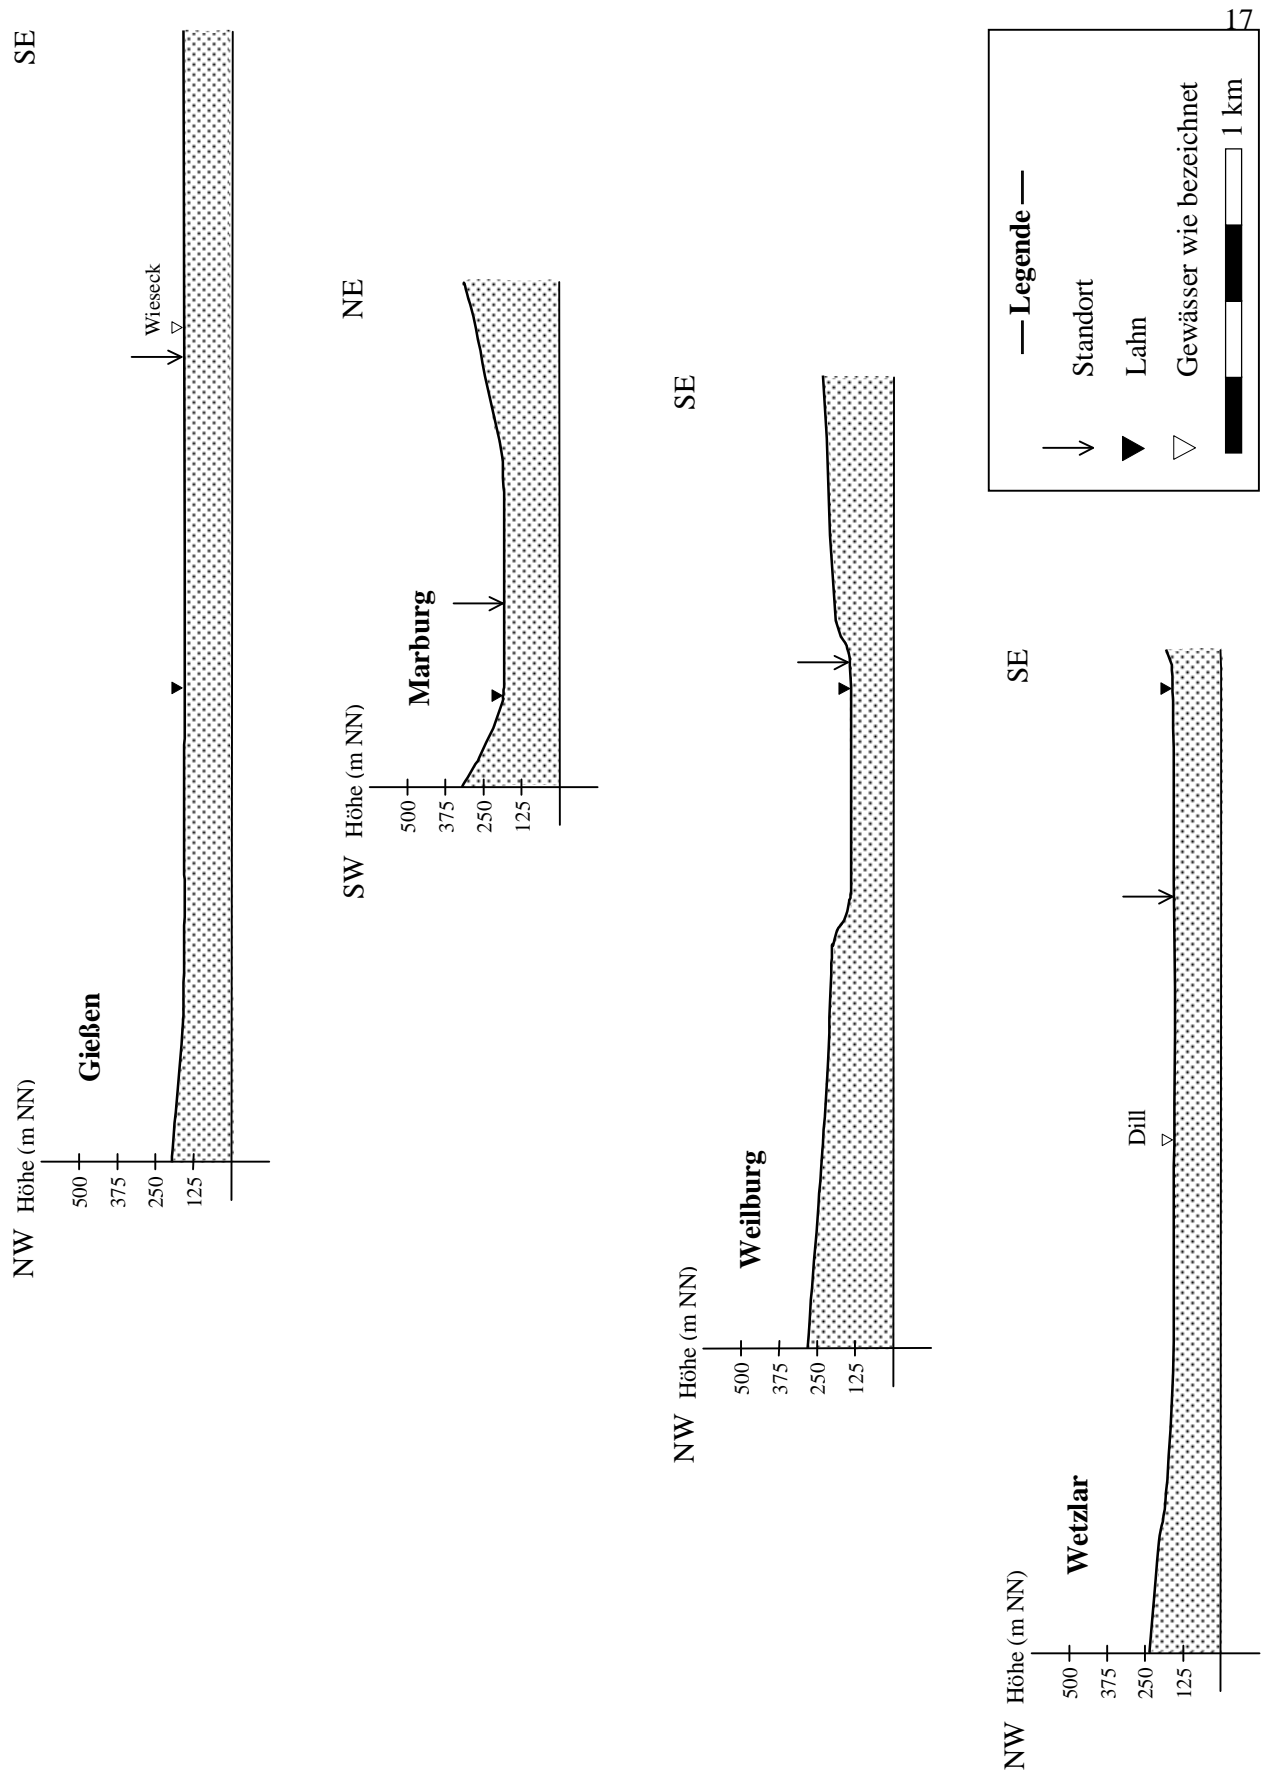 17
NW Höhe (m NN)
SE
Gießen
500
375
250
125
Wieseck
SW Höhe (m NN)
NE
Marburg
500
375
250
125
NW Höhe (m NN)
SE
Weilburg
500
375
250
125
NW Höhe (m NN)
SE
Wetzlar
500
375
250
125
Dill
— Legende —
Standort
Lahn
Gewässer wie bezeichnet
1 km